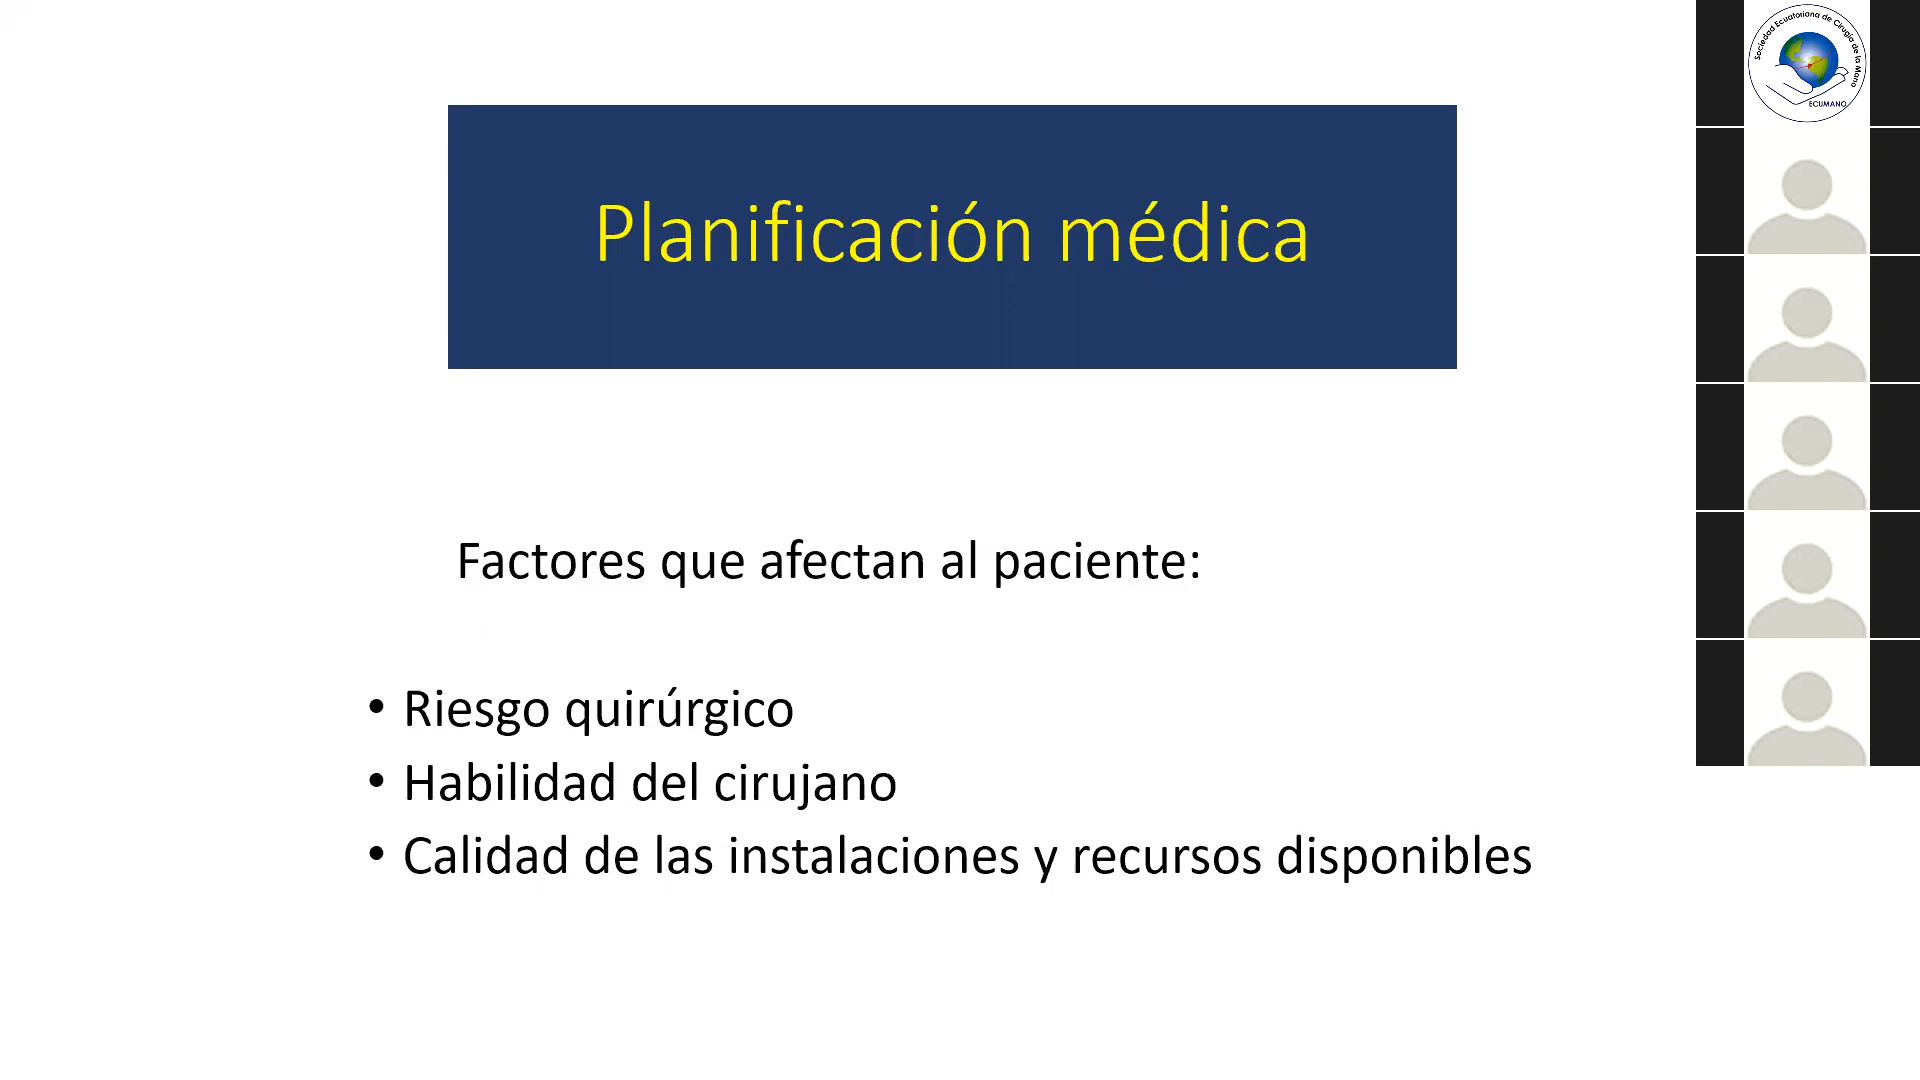 Sociedad Ecuatoriana de Cirugía de la Mano
ECUMANO
Planificación médica
Factores que afectan al paciente:
• Riesgo quirúrgico
• Habilidad del cirujano
• Calidad de las instalaciones y recursos disponibles